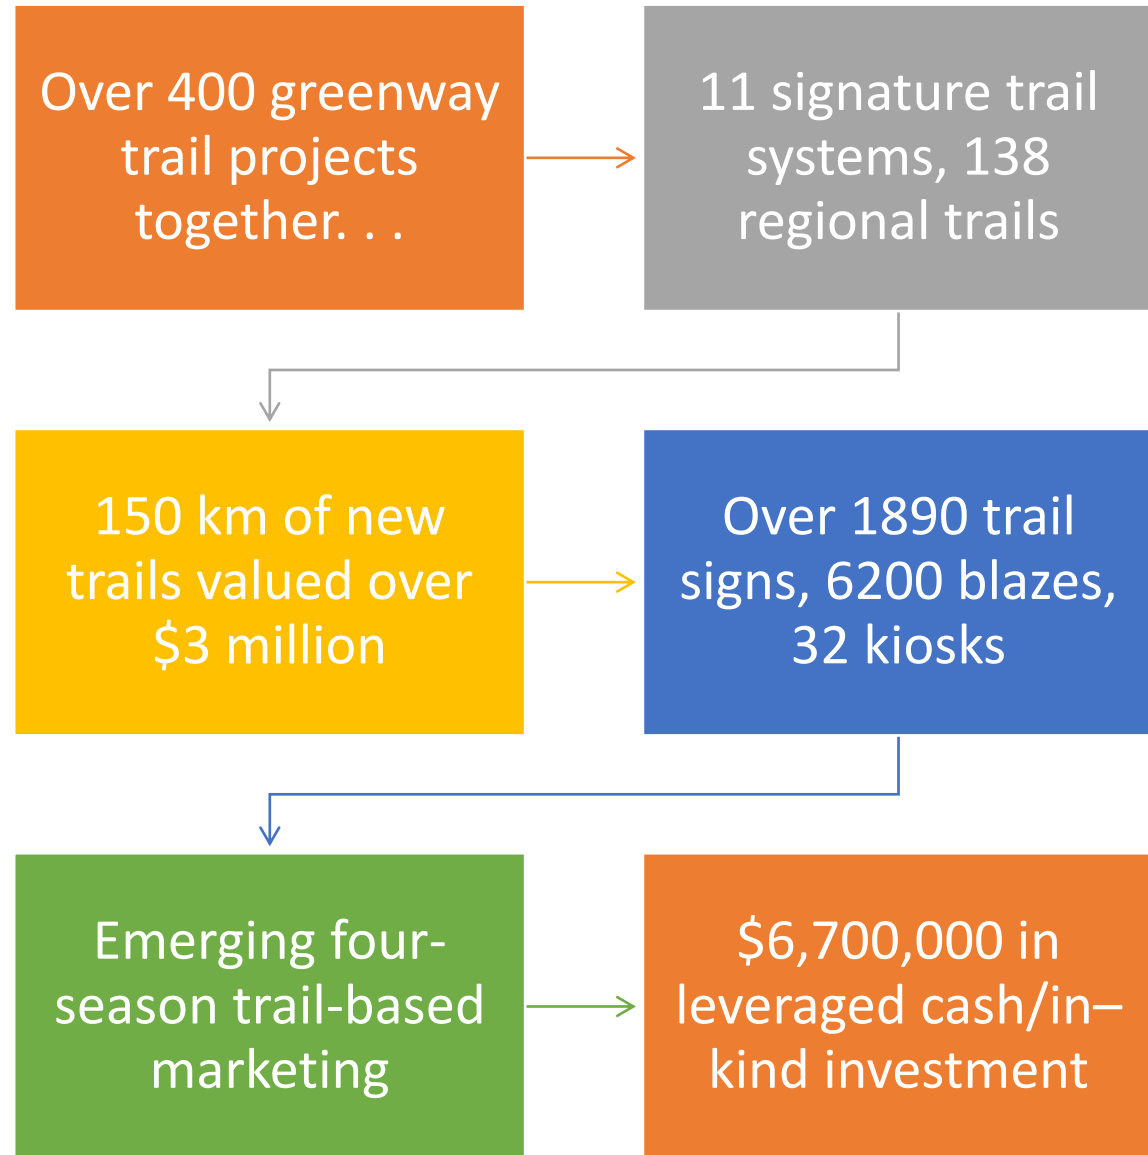 Over 400 greenway
trail projects
together. . .
11 signature trail
systems, 138
regional trails
150 km of new
trails valued over
$3 million
Over 1890 trail
signs, 6200 blazes,
32 kiosks
Emerging four-
season trail-based
marketing
$6,700,000 in
leveraged cash/in–
kind investment